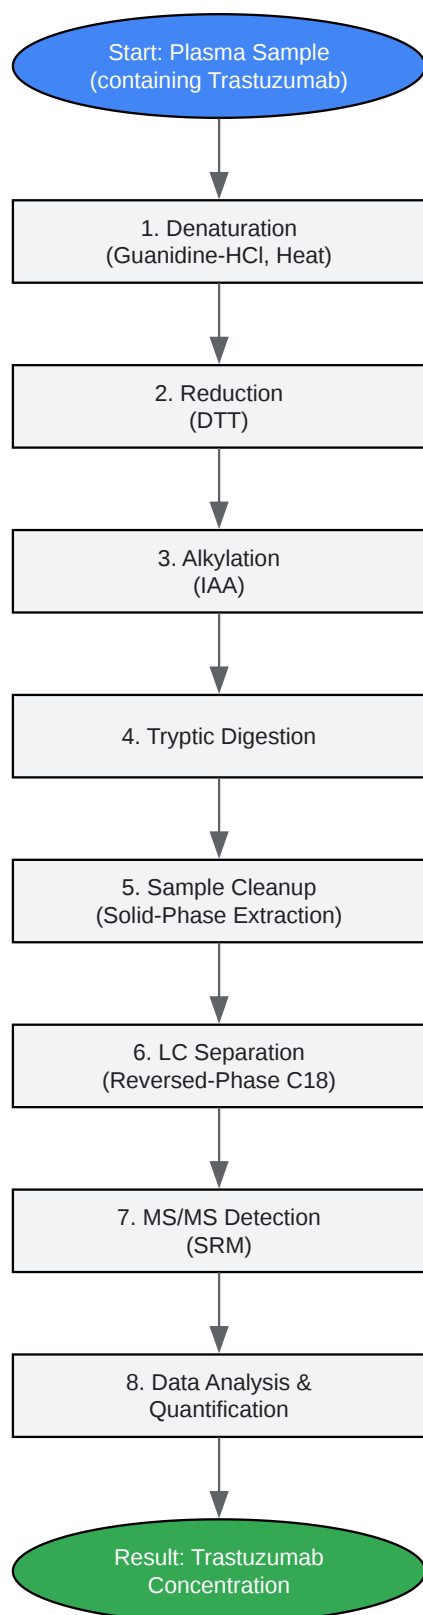 Start: Plasma Sample
(containing Trastuzumab)
1. Denaturation
(Guanidine-HCl, Heat)
2. Reduction
(DTT)
3. Alkylation
(IAA)
4. Tryptic Digestion
5. Sample Cleanup
(Solid-Phase Extraction)
6. LC Separation
(Reversed-Phase C18)
7. MS/MS Detection
(SRM)
8. Data Analysis &
Quantification
Result: Trastuzumab
Concentration